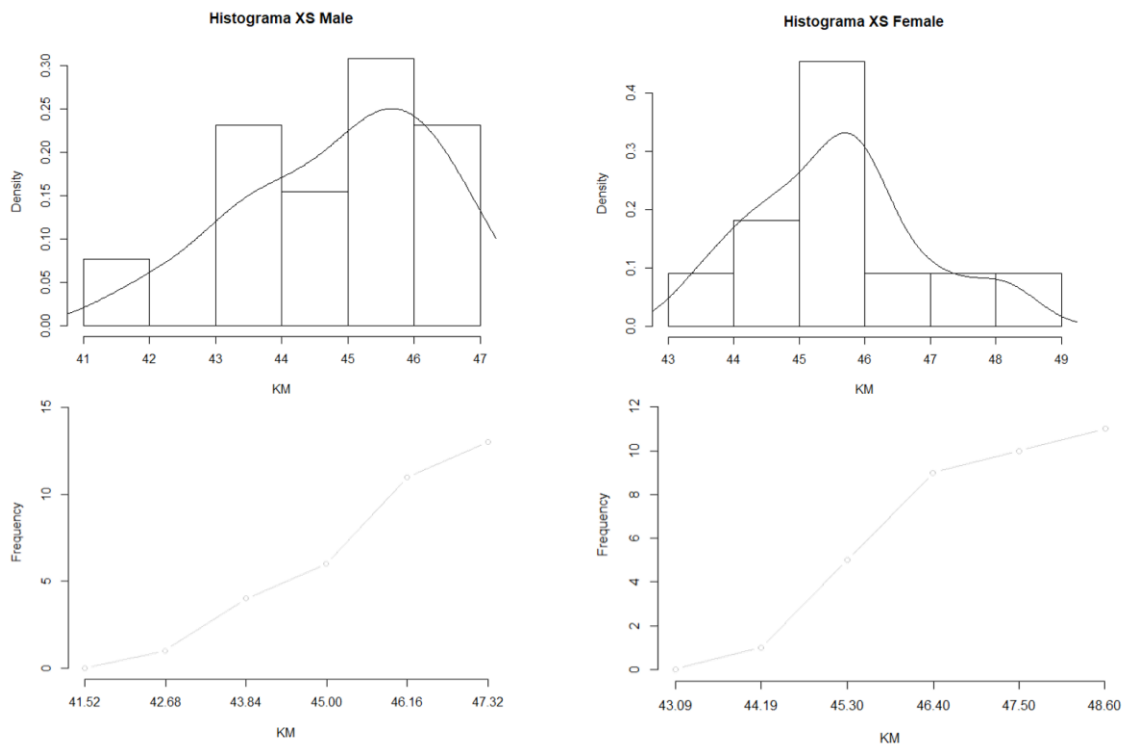 Histograma XS Male
Density
0.00 0.05 0.10 0.15 0.20 0.25 0.30
41 42 43 44 45 46 47
KM
Histograma XS Female
Density
0.0 0.1 0.2 0.3 0.4
43 44 45 46 47 48 49
KM
Frequency
0 5 10 15
41.52 42.68 43.84 45.00 46.16 47.32
KM
Frequency
0 2 4 6 8 10 12
43.09 44.19 45.30 46.40 47.50 48.60
KM